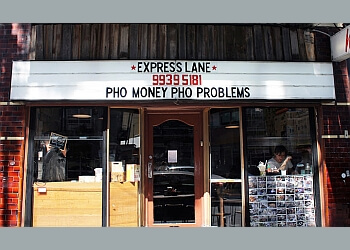 ★EXPRESS LANE★
9939 5181
PHO MONEY PHO PROBLEMS